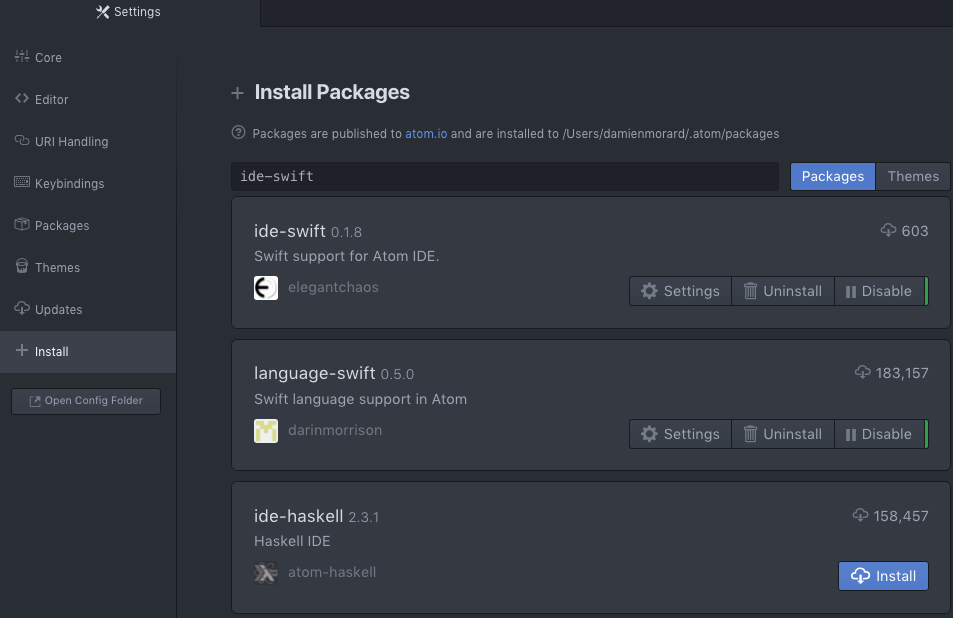 Settings
Core
Editor
URI Handling
Keybindings
Packages
Themes
Updates
Install
Open Config Folder
Install Packages
Packages are published to atom.io and are installed to /Users/damienmorard/.atom/packages
ide-swift
Packages Themes
ide-swift 0.1.8 603
Swift support for Atom IDE.
elegantchaos
Settings Uninstall Disable
language-swift 0.5.0 183,157
Swift language support in Atom
darinmorrison
Settings Uninstall Disable
ide-haskell 2.3.1 158,457
Haskell IDE
atom-haskell
Install